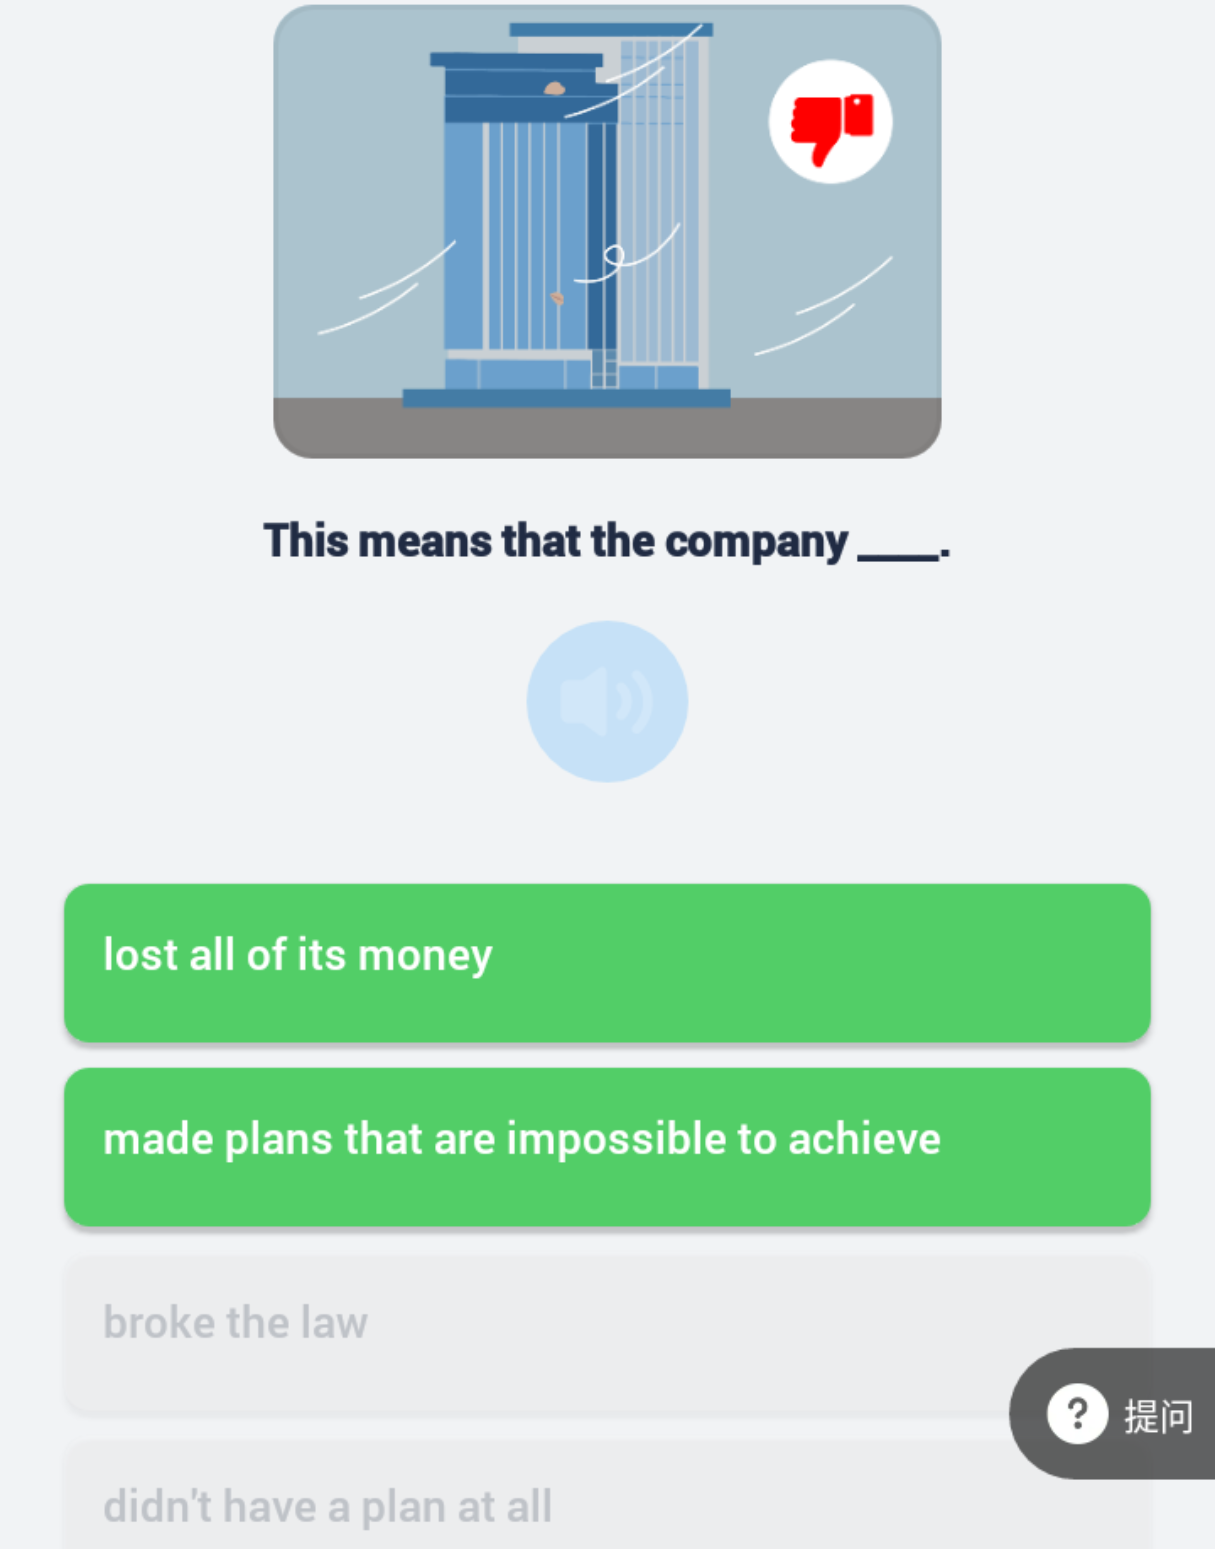 This means that the company ____.
lost all of its money
made plans that are impossible to achieve
broke the law
? 提问
didn't have a plan at all